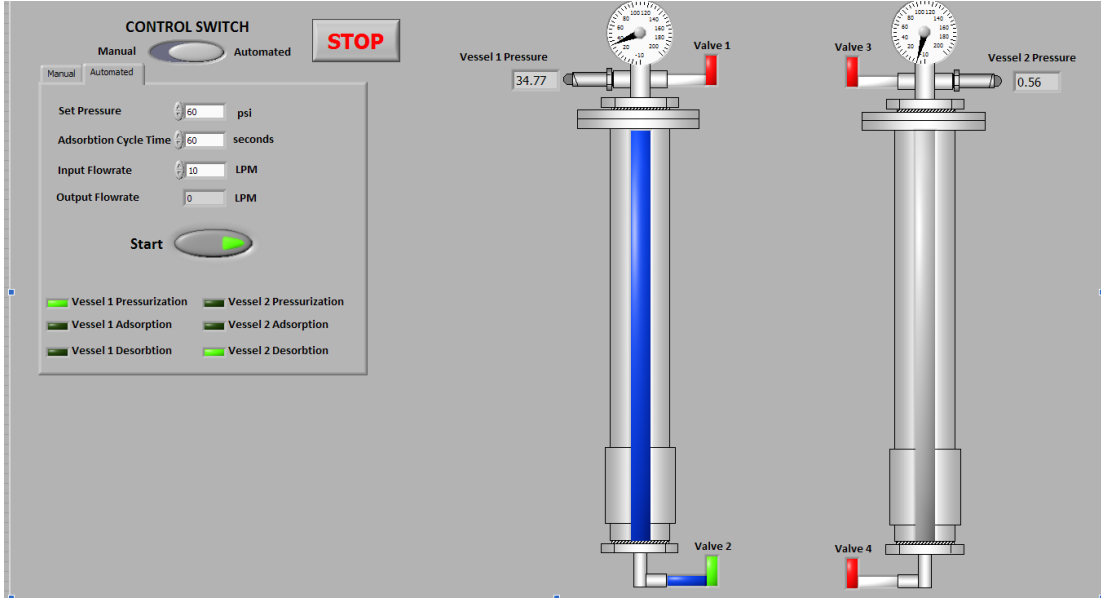 CONTROL SWITCH
Manual
Automated
STOP
Manual
Automated
Set Pressure 60 psi
Adsorbtion Cycle Time 60 seconds
Input Flowrate 10 LPM
Output Flowrate 0 LPM
Start
Vessel 1 Pressurization
Vessel 2 Pressurization
Vessel 1 Adsorption
Vessel 2 Adsorption
Vessel 1 Desorbtion
Vessel 2 Desorbtion
Vessel 1 Pressure
34.77
Valve 1
Valve 2
Valve 3
Vessel 2 Pressure
0.56
Valve 4